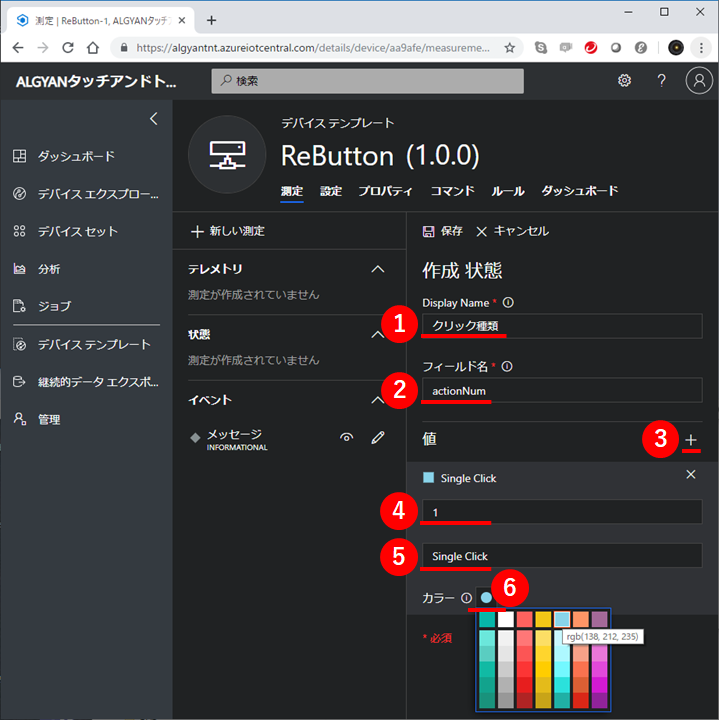 測定 | ReButton-1, ALGYANタッチアン
https://algyantnt.azureiotcentral.com/details/device/aa9afe/measureme...
ALGYANタッチアンドト...
検索
ダッシュボード
デバイス エクスプロー...
デバイス セット
分析
ジョブ
デバイス テンプレート
継続的データ エクスポ...
管理
デバイス テンプレート
ReButton (1.0.0)
測定 設定 プロパティ コマンド ルール ダッシュボード
新しい測定
テレメトリ
測定が作成されていません
状態
測定が作成されていません
イベント
メッセージ
INFORMATIONAL
保存 キャンセル
作成 状態
Display Name *
1 クリック種類
フィールド名 *
2 actionNum
値 3
Single Click
4 1
5 Single Click
カラー 6
* 必須
rgb(138, 212, 235)